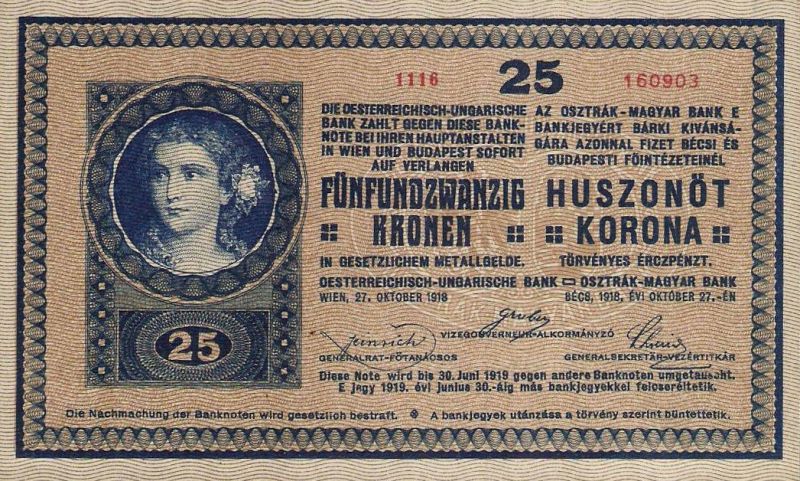 1116 25 160903
DIE OESTERREICHISCH-UNGARISCHE
BANK ZAHLT GEGEN DIESE BANK-
NOTE BEI IHREN HAUPTANSTALTEN
IN WIEN UND BUDAPEST SOFORT
AUF VERLANGEN
FÜNFUNDZWANZIG
KRONEN
IN GESETZLICHEM METALLGELDE.
OESTERREICHISCH-UNGARISCHE BANK
WIEN, 27. OKTOBER 1918
AZ OSZTRÁK-MAGYAR BANK E
BANKJEGYÉRT BÁRKI KIVÁNSÁ-
GÁRA AZONNAL FIZET BÉCSI ÉS
BUDAPESTI FŐINTÉZETEINÉL
HUSZONÖT
KORONA
TÖRVÉNYES ÉRCZPÉNZT.
OSZTRÁK-MAGYAR BANK
BÉCS, 1918, ÉVI OKTÓBER 27.-ÉN
Gruber
VIZEGOUVERNEUR-ALKORMÁNYZÓ
GENERALRAT-FŐTANÁCSOS
GENERALSEKRETÄR-VEZÉRTITKÁR
25
Diese Note wird bis 30. Juni 1919 gegen andere Banknoten umgetauscht.
E jegy 1919. évi junius 30.-áig más bankjegyekkel felcseréltetik.
Die Nachmachung der Banknoten wird gesetzlich bestraft. A bankjegyek utánzása a törvény szerint büntettetik.